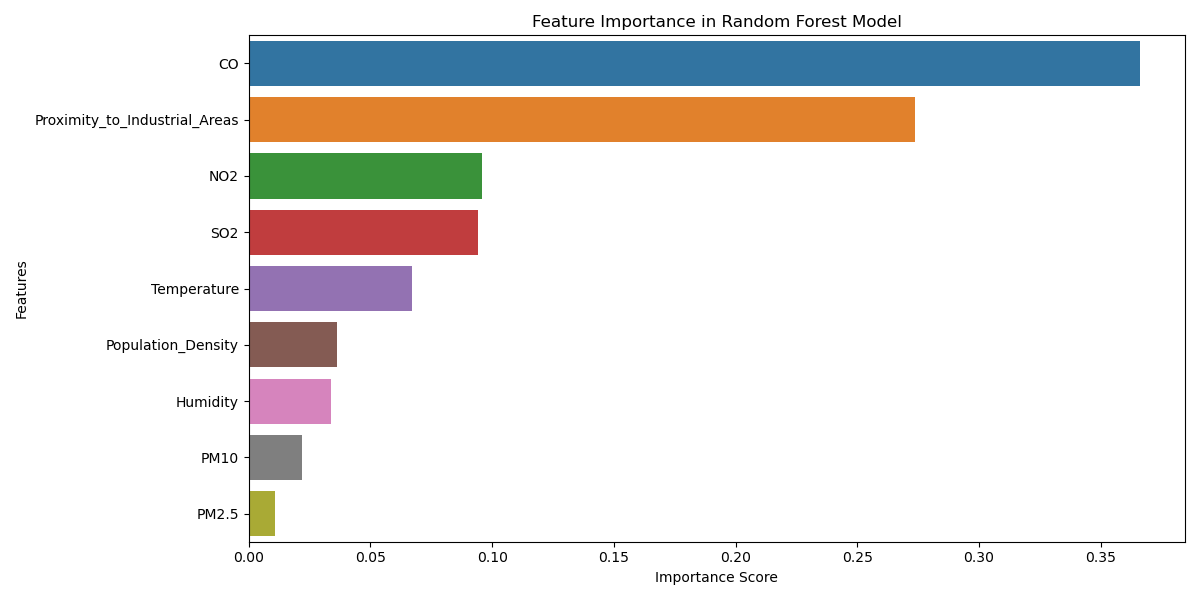 Feature Importance in Random Forest Model
CO
Proximity_to_Industrial_Areas
NO2
SO2
Temperature
Population_Density
Humidity
PM10
PM2.5
Features
0.00 0.05 0.10 0.15 0.20 0.25 0.30 0.35
Importance Score